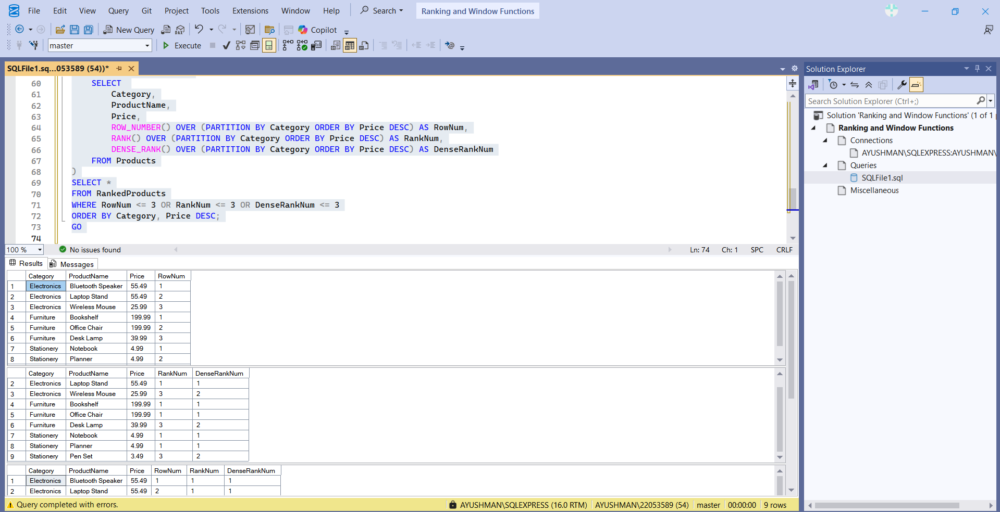 File Edit View Query Git Project Tools Extensions Window Help Search Ranking and Window Functions
New Query DAX Copilot
master Execute
SQLFile1.sq...053589 (54))*
60 SELECT
61 Category,
62 ProductName,
63 Price,
64 ROW_NUMBER() OVER (PARTITION BY Category ORDER BY Price DESC) AS RowNum,
65 RANK() OVER (PARTITION BY Category ORDER BY Price DESC) AS RankNum,
66 DENSE_RANK() OVER (PARTITION BY Category ORDER BY Price DESC) AS DenseRankNum
67 FROM Products
68 )
69 SELECT *
70 FROM RankedProducts
71 WHERE RowNum <= 3 OR RankNum <= 3 OR DenseRankNum <= 3
72 ORDER BY Category, Price DESC;
73 GO
74
100 % No issues found Ln: 74 Ch: 1 SPC CRLF
Results Messages
Category ProductName Price RowNum
1 Electronics Bluetooth Speaker 55.49 1
2 Electronics Laptop Stand 55.49 2
3 Electronics Wireless Mouse 25.99 3
4 Furniture Bookshelf 199.99 1
5 Furniture Office Chair 199.99 2
6 Furniture Desk Lamp 39.99 3
7 Stationery Notebook 4.99 1
8 Stationery Planner 4.99 2
Category ProductName Price RankNum DenseRankNum
2 Electronics Laptop Stand 55.49 1 1
3 Electronics Wireless Mouse 25.99 3 2
4 Furniture Bookshelf 199.99 1 1
5 Furniture Office Chair 199.99 1 1
6 Furniture Desk Lamp 39.99 3 2
7 Stationery Notebook 4.99 1 1
8 Stationery Planner 4.99 1 1
9 Stationery Pen Set 3.49 3 2
Category ProductName Price RowNum RankNum DenseRankNum
1 Electronics Bluetooth Speaker 55.49 1 1 1
2 Electronics Laptop Stand 55.49 2 1 1
Query completed with errors. AYUSHMAN\SQLEXPRESS (16.0 RTM) AYUSHMAN\22053589 (54) master 00:00:00 9 rows
Solution Explorer
Search Solution Explorer (Ctrl+;)
Solution 'Ranking and Window Functions' (1 of 1
Ranking and Window Functions
Connections
AYUSHMAN\SQLEXPRESS:AYUSHMAN\
Queries
SQLFile1.sql
Miscellaneous